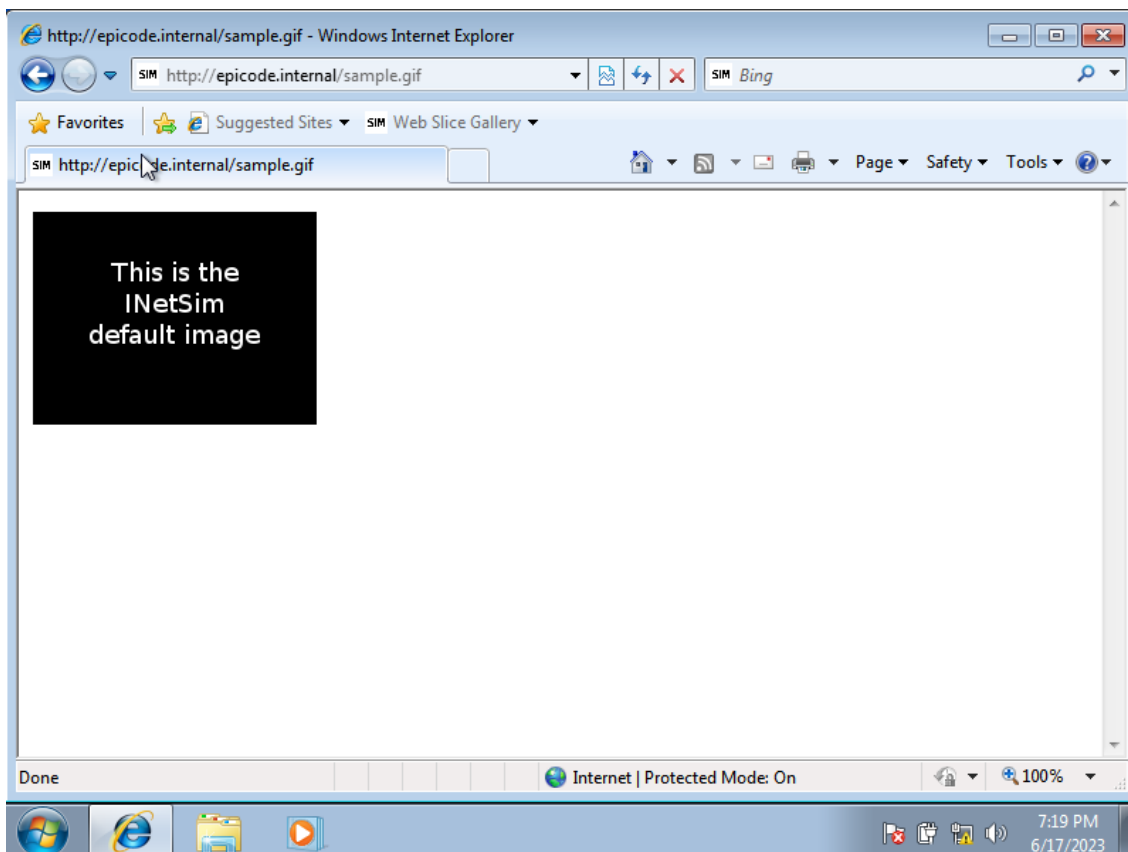 http://epicode.internal/sample.gif - Windows Internet Explorer
SIM http://epicode.internal/sample.gif SIM Bing
Favorites Suggested Sites SIM Web Slice Gallery
SIM http://epicode.internal/sample.gif Page Safety Tools
This is the
INetSim
default image
Done Internet | Protected Mode: On 100%
7:19 PM
6/17/2023